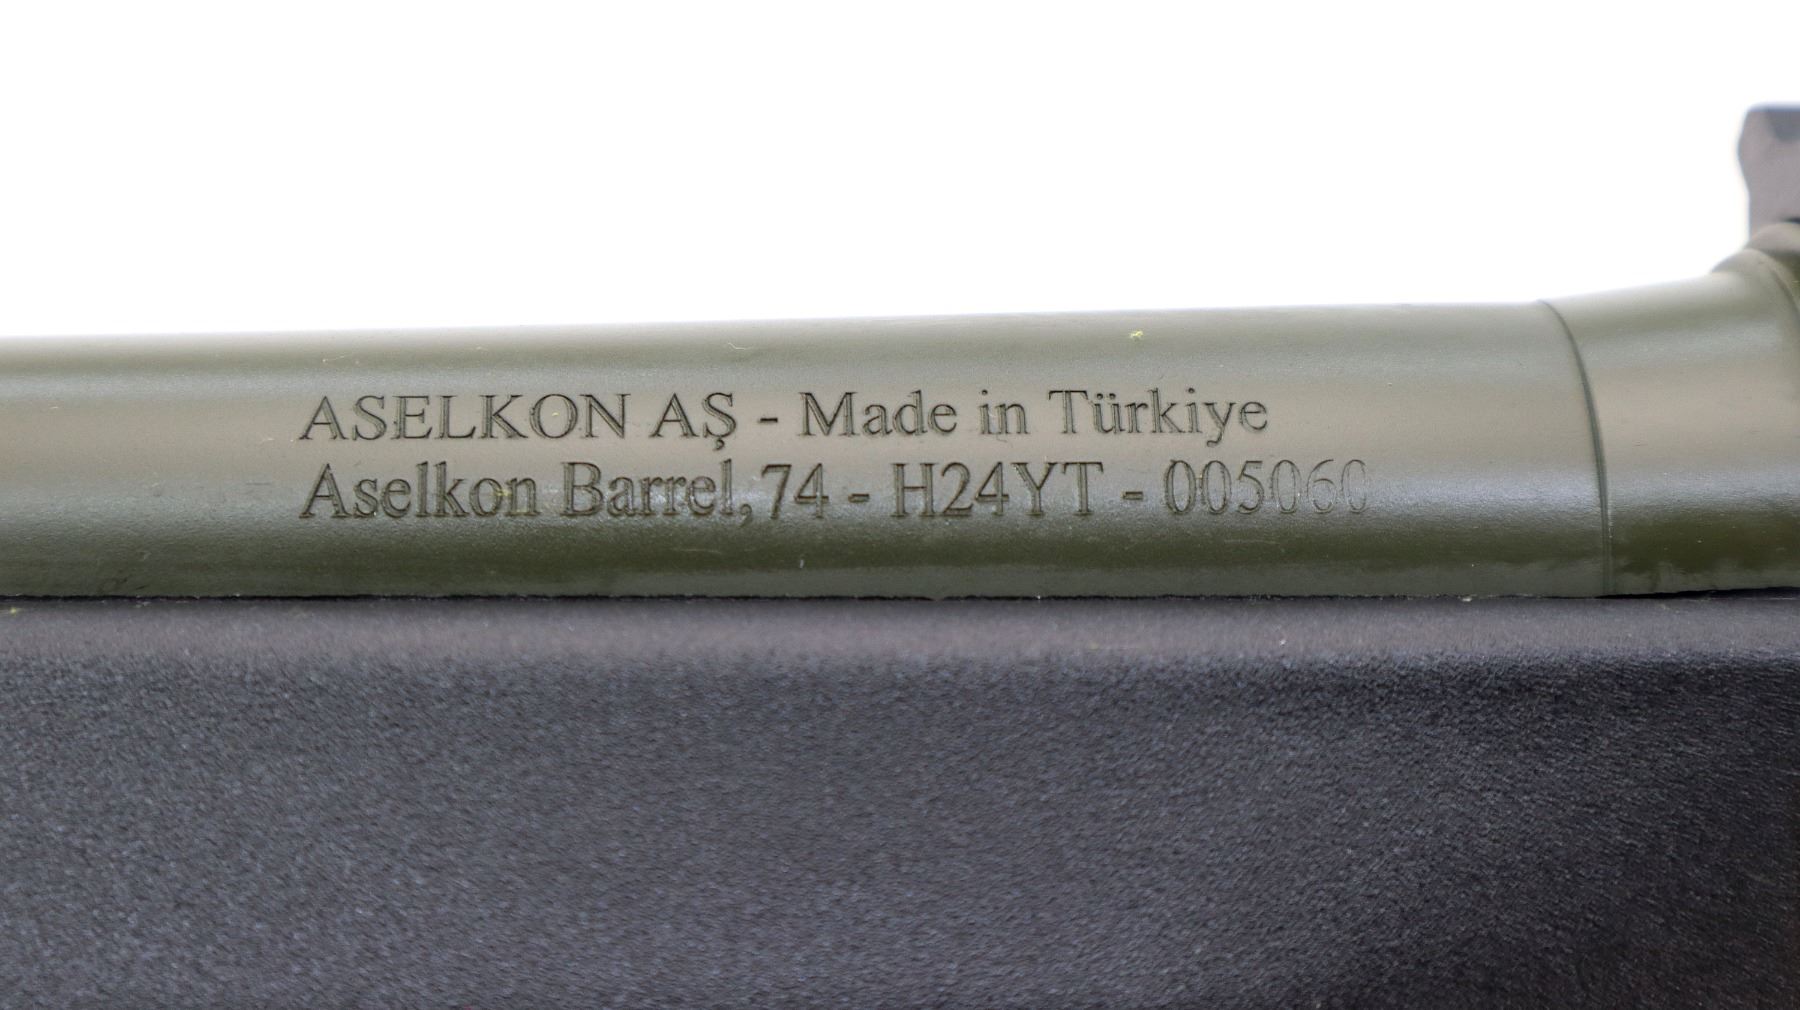 ASELKON AŞ - Made in Türkiye
Aselkon Barrel, 74 - H24YT - 005060